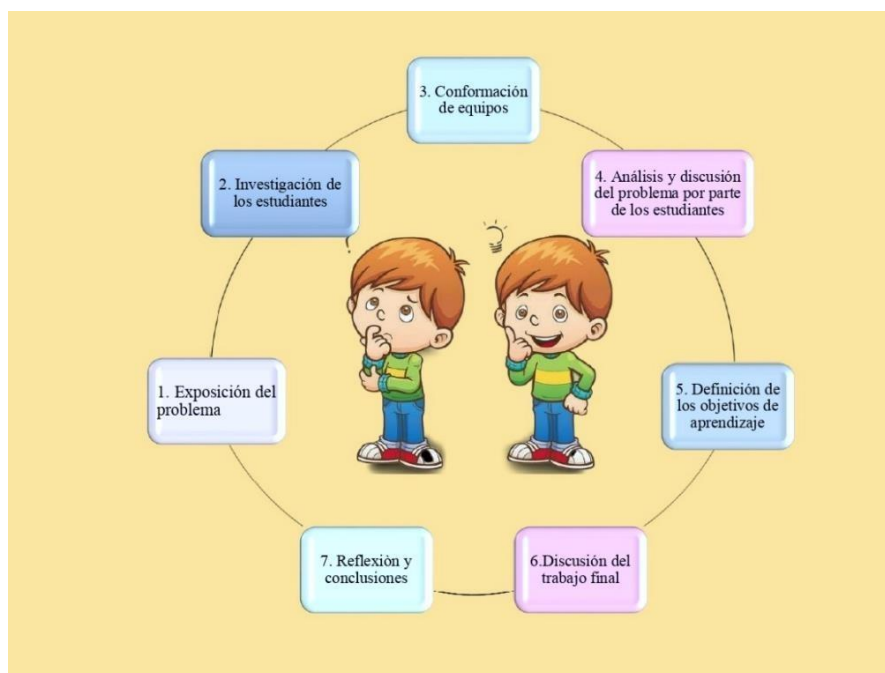 1. Exposición del
problema
2. Investigación de
los estudiantes
3. Conformación
de equipos
4. Análisis y discusión
del problema por parte
de los estudiantes
5. Definición de
los objetivos de
aprendizaje
6.Discusión del
trabajo final
7. Reflexiòn y
conclusiones